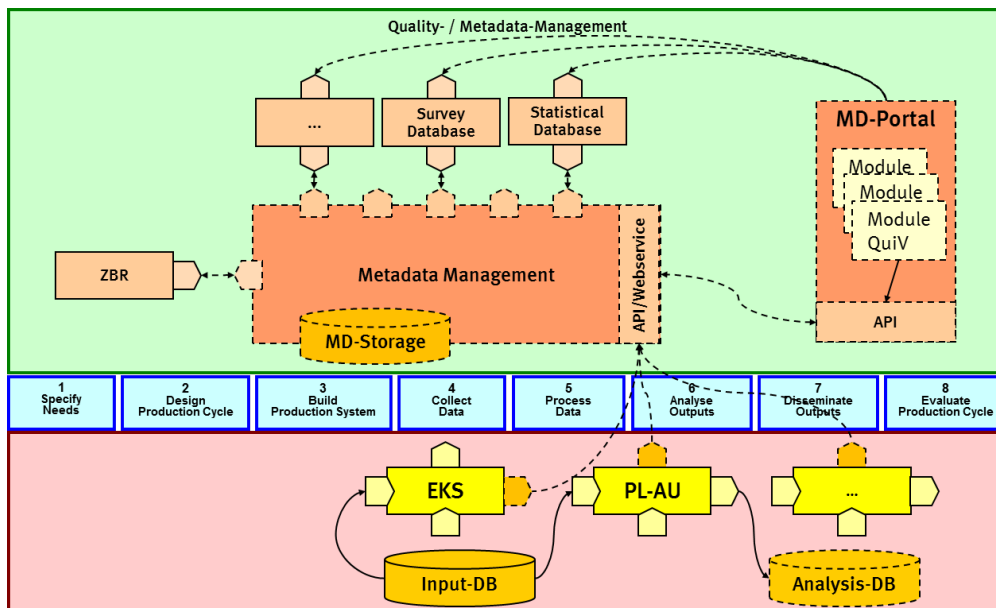 Quality- / Metadata-Management
...
Survey
Database
Statistical
Database
MD-Portal
Module
Module
Module
QuiV
ZBR
Metadata Management
API/Webservice
API
MD-Storage
1
Specify
Needs
2
Design
Production Cycle
3
Build
Production System
4
Collect
Data
5
Process
Data
6
Analyse
Outputs
7
Disseminate
Outputs
8
Evaluate
Production Cycle
EKS
PL-AU
...
Input-DB
Analysis-DB